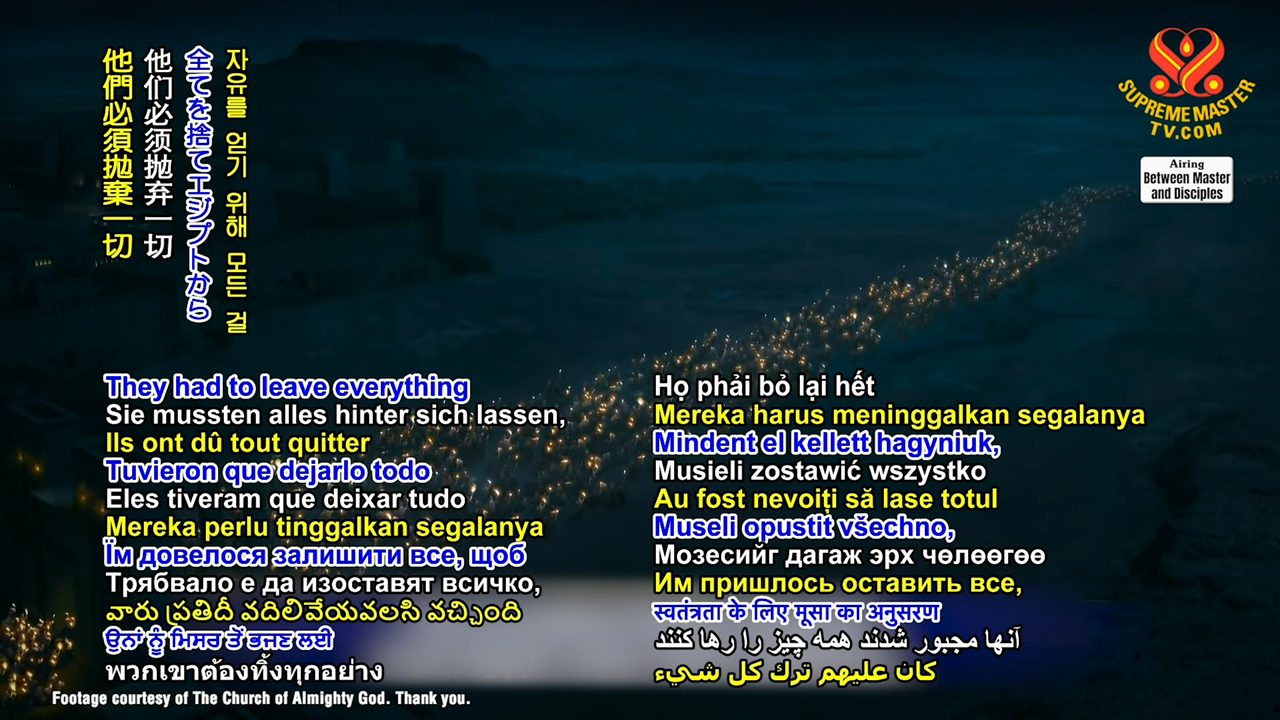 他們必須拋棄一切
他们必须抛弃一切
全てを捨てエジプトから
자유를 얻기 위해 모든 걸
SUPREME MASTER
TV.COM
Airing
Between Master
and Disciples
They had to leave everything
Sie mussten alles hinter sich lassen,
Ils ont dû tout quitter
Tuvieron que dejarlo todo
Eles tiveram que deixar tudo
Mereka perlu tinggalkan segalanya
Їм довелося залишити все, щоб
Трябвало е да изоставят всичко,
వారు ప్రతిదీ వదిలివేయవలసి వచ్చింది
ਉਨਾਂ ਨੂੰ ਮਿਸਰ ਤੋਂ ਭਜਣ ਲਈ
พวกเขาต้องทิ้งทุกอย่าง
Họ phải bỏ lại hết
Mereka harus meninggalkan segalanya
Mindent el kellett hagyniuk,
Musieli zostawić wszystko
Au fost nevoiți să lase totul
Museli opustit všechno,
Мозесийг дагаж эрх чөлөөгөө
Им пришлось оставить все,
स्वतंत्रता के लिए मूसा का अनुसरण
آنها مجبور شدند همه چیز را رها کنند
كان عليهم ترك كل شيء
Footage courtesy of The Church of Almighty God. Thank you.